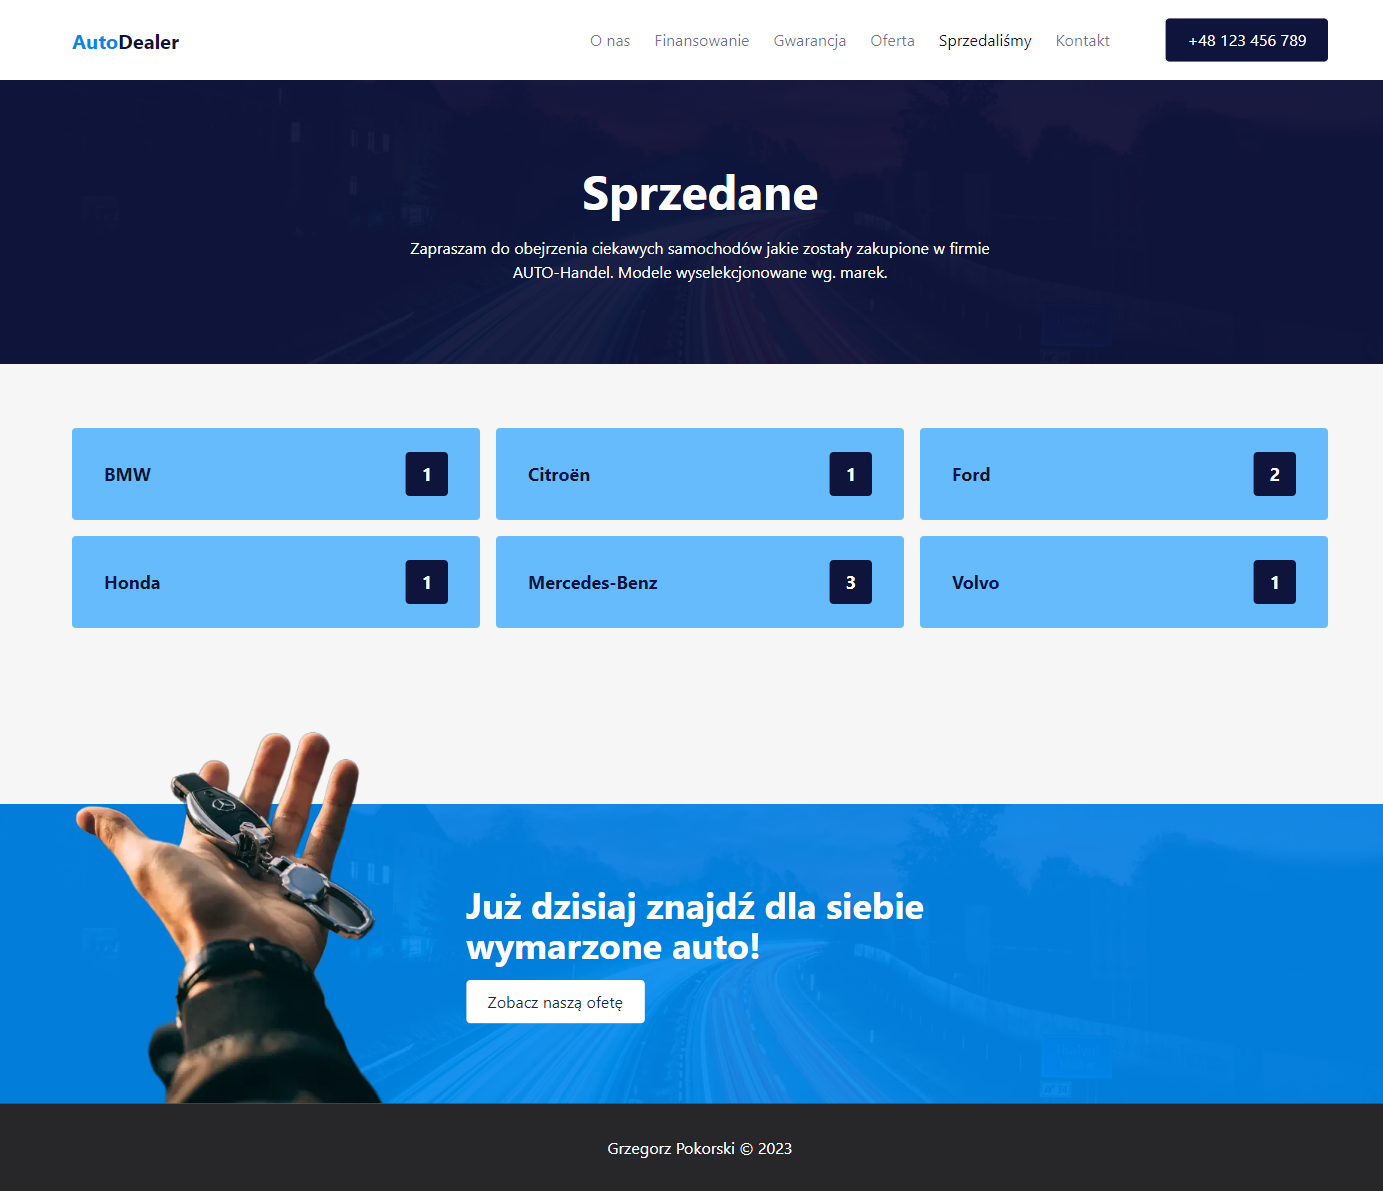 AutoDealer
O nas Finansowanie Gwarancja Oferta Sprzedaliśmy Kontakt +48 123 456 789
Sprzedane
Zapraszam do obejrzenia ciekawych samochodów jakie zostały zakupione w firmie
AUTO-Handel. Modele wyselekcjonowane wg. marek.
BMW 1
Citroën 1
Ford 2
Honda 1
Mercedes-Benz 3
Volvo 1
Już dzisiaj znajdź dla siebie
wymarzone auto!
Zobacz naszą ofetę
Grzegorz Pokorski © 2023